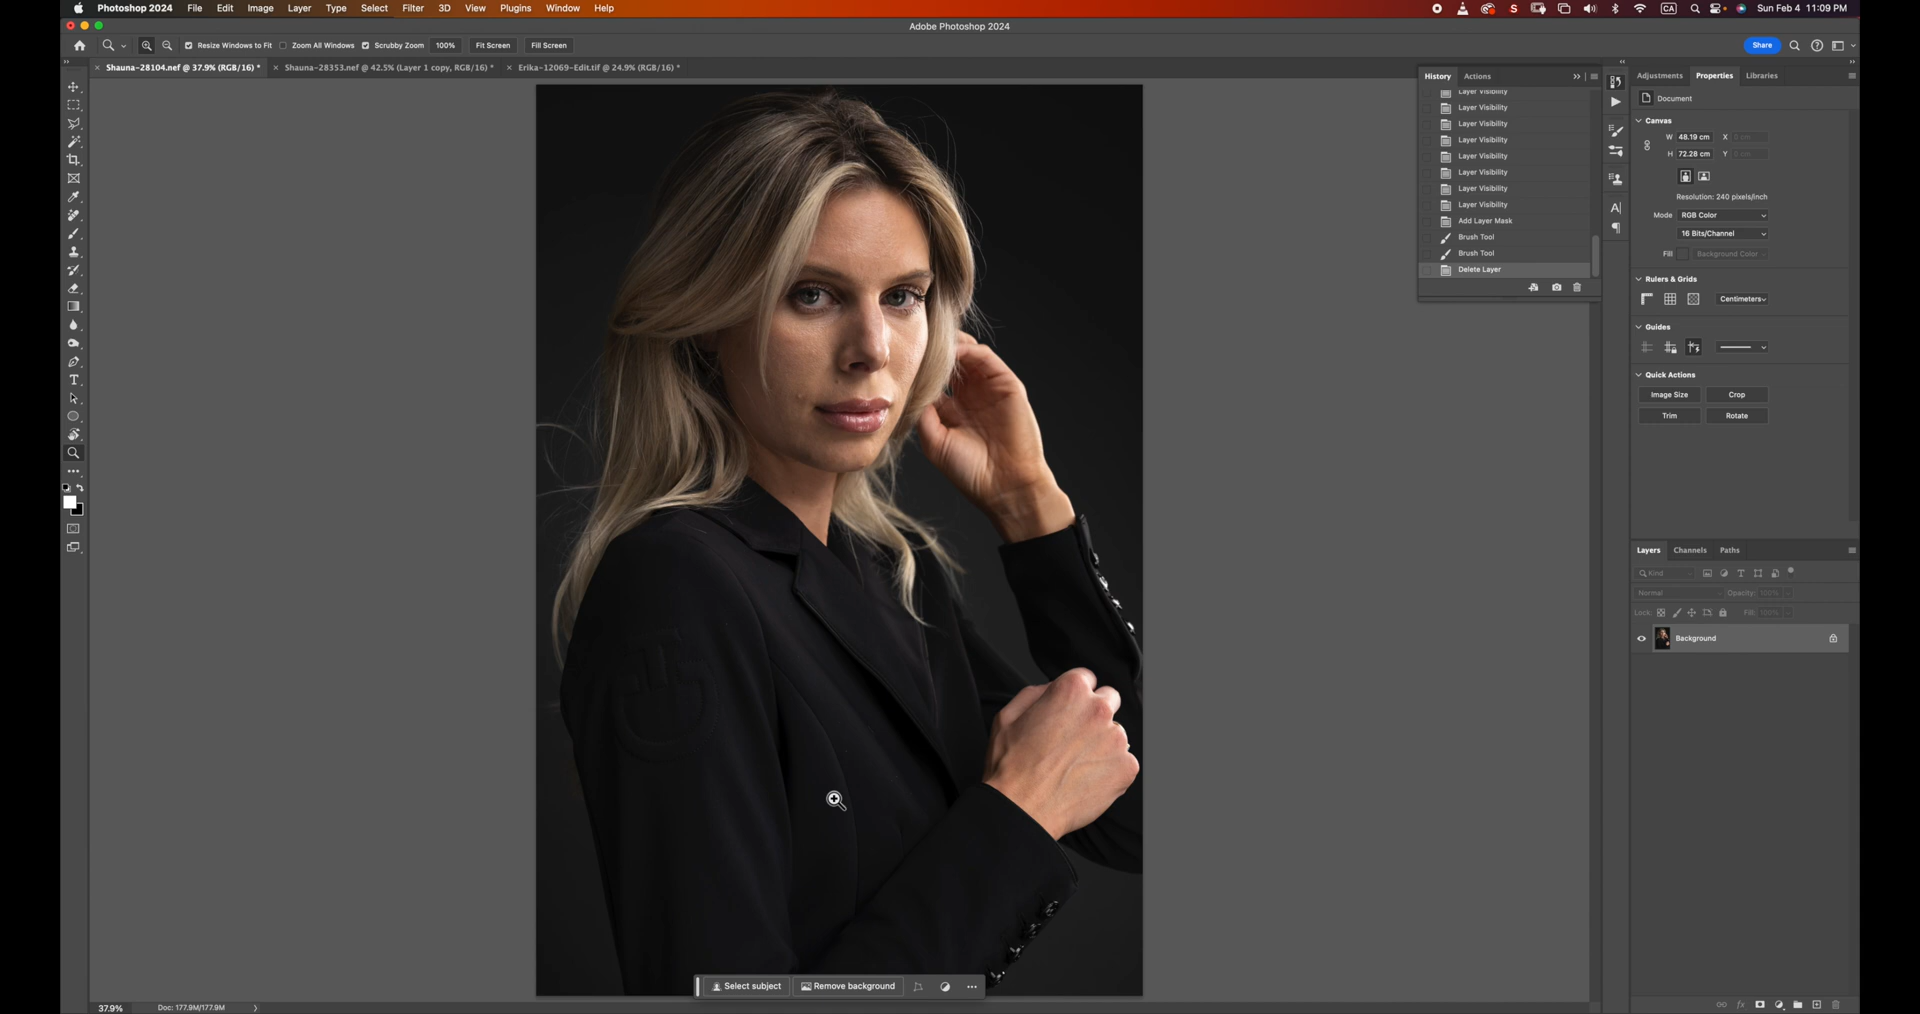 Photoshop 2024 File Edit Image Layer Type Select Filter 3D View Plugins Window Help S CA Sun Feb 4 11:09 PM
Adobe Photoshop 2024
Resize Windows to Fit Zoom All Windows Scrubby Zoom 100% Fit Screen Fill Screen Share
× Shauna-28104.nef @ 37.9% (RGB/16) * × Shauna-28353.nef @ 42.5% (Layer 1 copy, RGB/16) * × Erika-12069-Edit.tif @ 24.9% (RGB/16) *
History Actions
Layer Visibility
Layer Visibility
Layer Visibility
Layer Visibility
Layer Visibility
Layer Visibility
Layer Visibility
Layer Visibility
Add Layer Mask
Brush Tool
Brush Tool
Delete Layer
Adjustments Properties Libraries
Document
Canvas
W 48.19 cm X 0 cm
H 72.28 cm Y 0 cm
Resolution: 240 pixels/inch
Mode RGB Color
16 Bits/Channel
Fill Background Color
Rulers & Grids
Centimeters
Guides
Quick Actions
Image Size Crop
Trim Rotate
Layers Channels Paths
Kind
Normal Opacity: 100%
Lock: Fill: 100%
Background
Select subject Remove background
37.9% Doc: 177.9M/177.9M